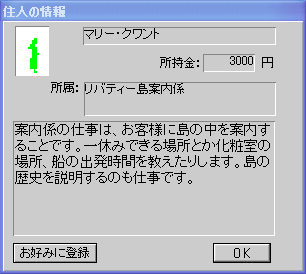 住人の情報
マリー・クワント
所持金: 3000 円
所属: リバティー島案内係
案内係の仕事は、お客様に島の中を案内す
ることです。一休みできる場所とか化粧室の
場所、船の出発時間を教えたりします。島の
歴史を説明するのも仕事です。
お好みに登録 OK